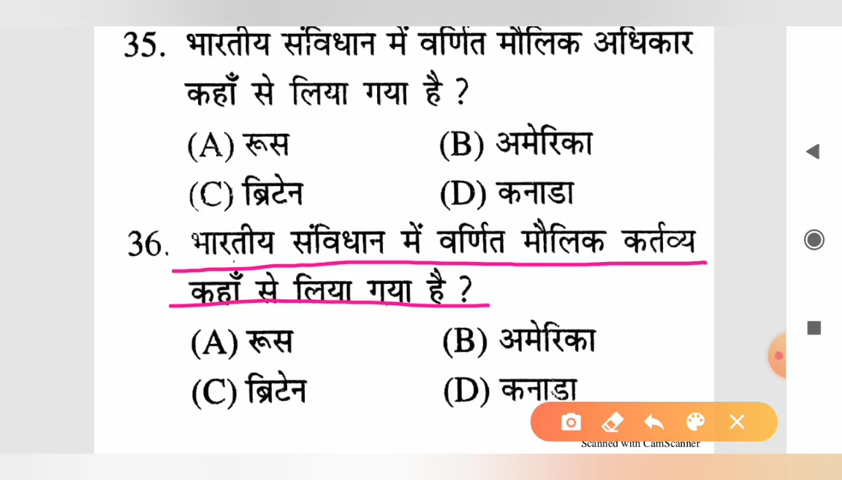 35. भारतीय संविधान में वर्णित मौलिक अधिकार
कहाँ से लिया गया है ?
(A) रूस (B) अमेरिका
(C) ब्रिटेन (D) कनाडा
36. भारतीय संविधान में वर्णित मौलिक कर्तव्य
कहाँ से लिया गया है ?
(A) रूस (B) अमेरिका
(C) ब्रिटेन (D) कनाडा
Scanned with CamScanner